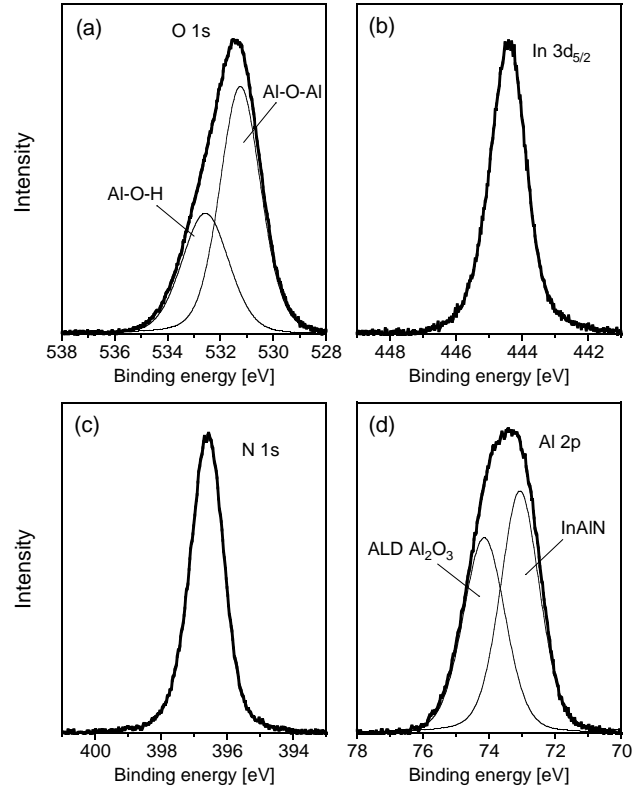 (a)
O 1s
Al-O-Al
Al-O-H
Intensity
538 536 534 532 530 528
Binding energy [eV]
(b)
In 3d5/2
448 446 444 442
Binding energy [eV]
(c)
N 1s
Intensity
400 398 396 394
Binding energy [eV]
(d)
Al 2p
InAlN
ALD Al2O3
78 76 74 72 70
Binding energy [eV]